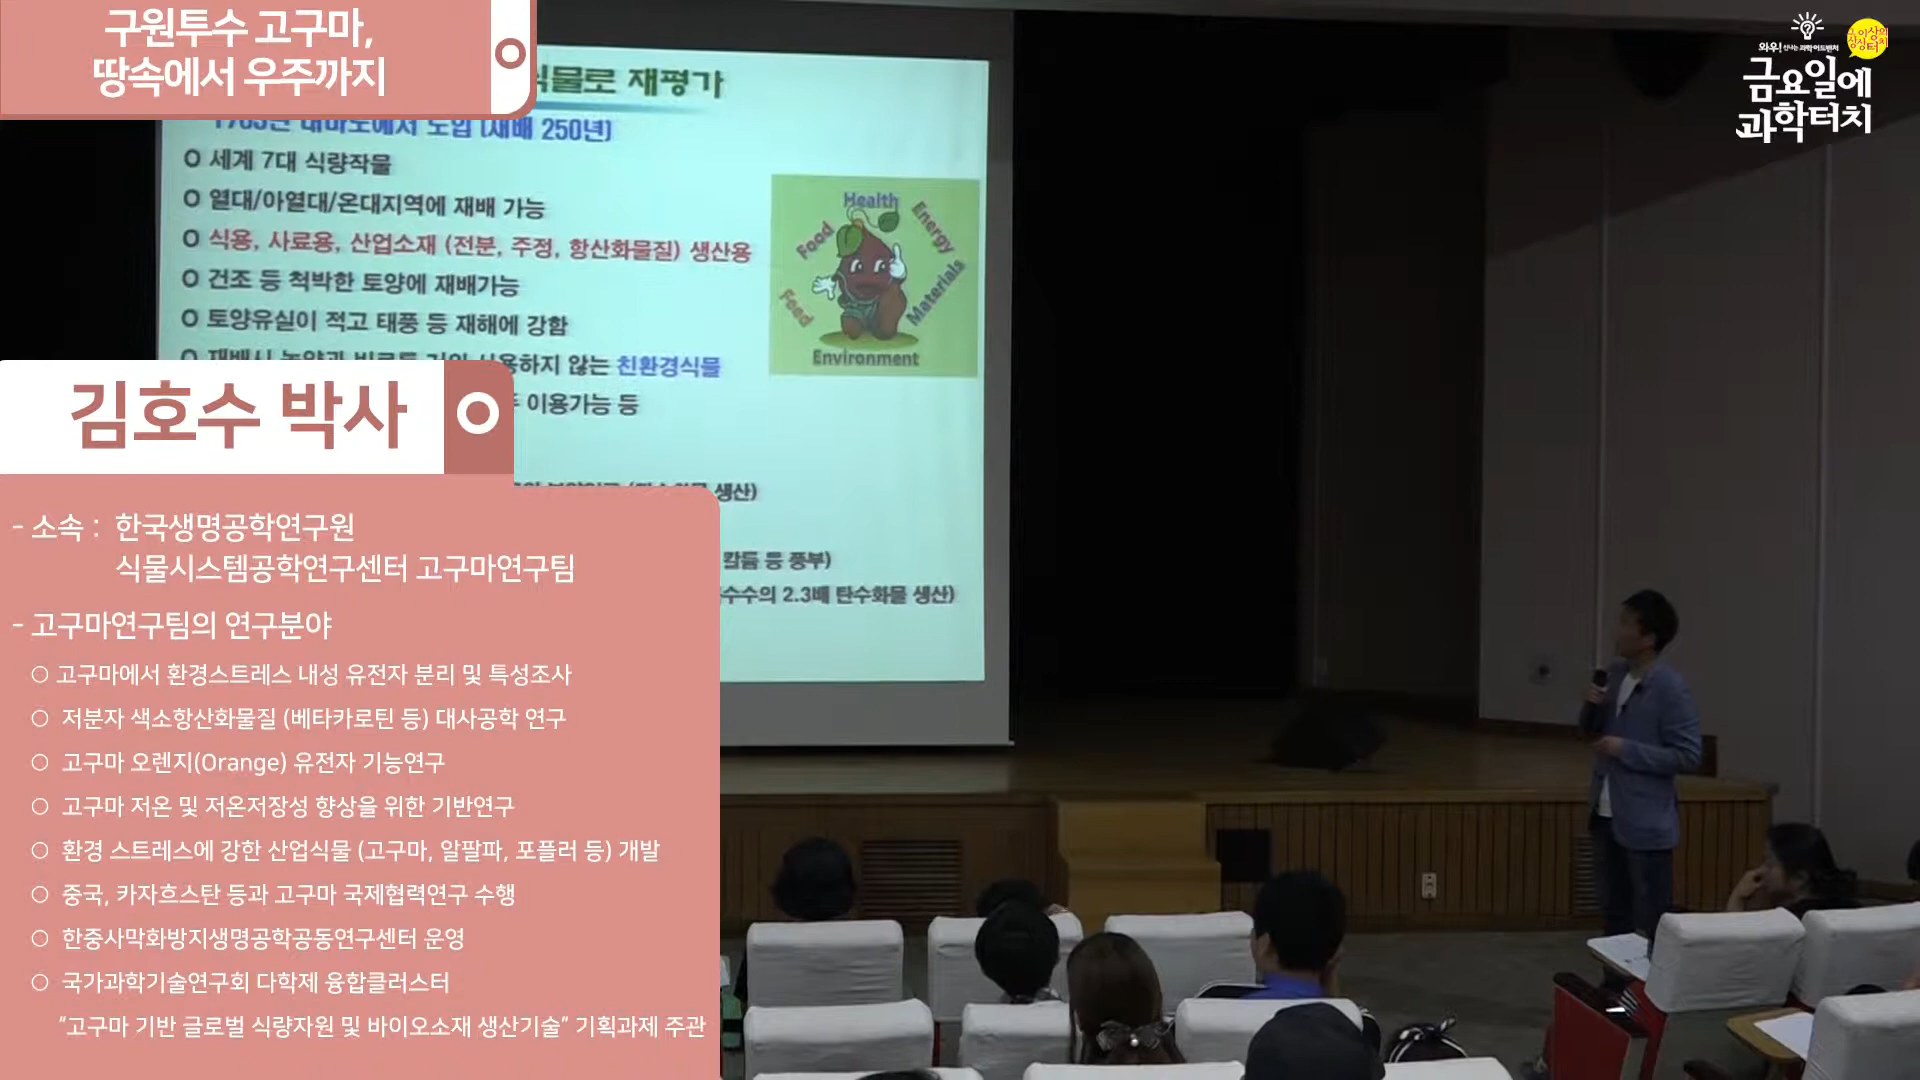 구원투수 고구마,
땅속에서 우주까지
와우! 신나는 과학어드벤처
금요일에
과학터치
식물로 재평가
도입 (재배 250년)
O 세계 7대 식량작물
O 열대/아열대/온대지역에 재배 가능
O 식용, 사료용, 산업소재 (전분, 주정, 항산화물질) 생산용
O 건조 등 척박한 토양에 재배가능
O 토양유실이 적고 태풍 등 재해에 강함
않는 친환경식물
이용가능 등
생산)
칼륨 등 풍부)
2.3배 탄수화물 생산)
Health
Energy
Materials
Environment
Feed
Food
김호수 박사
- 소속 : 한국생명공학연구원
식물시스템공학연구센터 고구마연구팀
- 고구마연구팀의 연구분야
○ 고구마에서 환경스트레스 내성 유전자 분리 및 특성조사
○ 저분자 색소항산화물질 (베타카로틴 등) 대사공학 연구
○ 고구마 오렌지(Orange) 유전자 기능연구
○ 고구마 저온 및 저온저장성 향상을 위한 기반연구
○ 환경 스트레스에 강한 산업식물 (고구마, 알팔파, 포플러 등) 개발
○ 중국, 카자흐스탄 등과 고구마 국제협력연구 수행
○ 한중사막화방지생명공학공동연구센터 운영
○ 국가과학기술연구회 다학제 융합클러스터
“고구마 기반 글로벌 식량자원 및 바이오소재 생산기술” 기획과제 주관